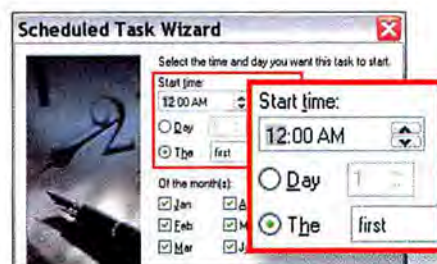 Scheduled Task Wizard
Select the time and day you want this task to start.
Start time:
12:00 AM
Day 1
The first
Of the month(s):
Jan A
Feb M
Mar J
Start time:
12:00 AM
Day 1
The first